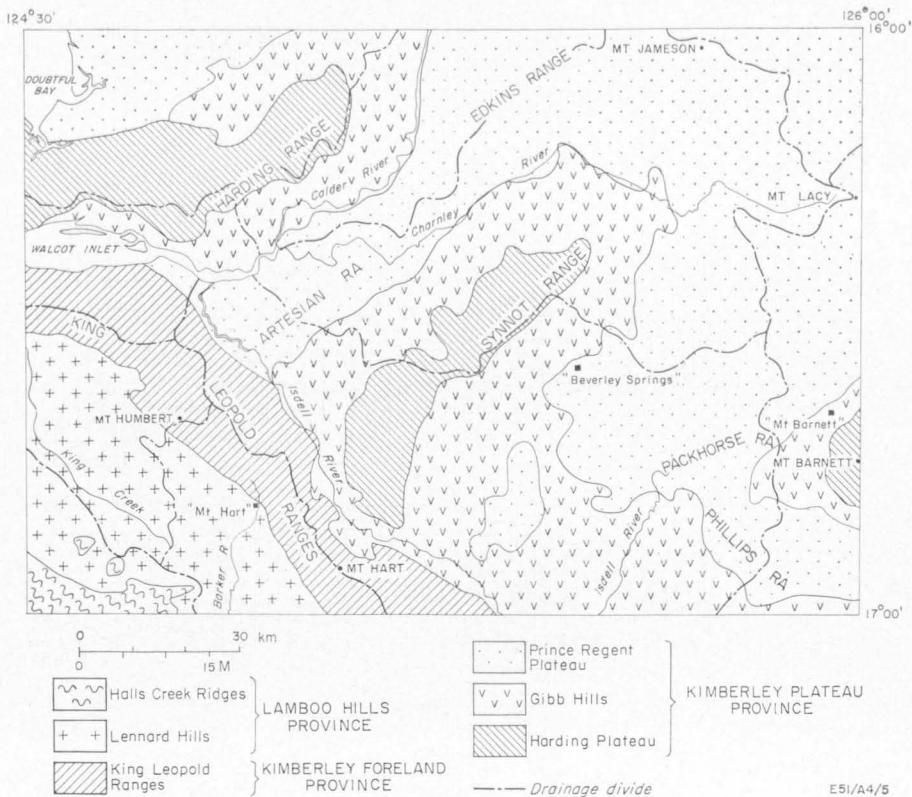 124°30'
126°00'
16°00'
MT JAMESON
DOUBTFUL
BAY
EDKINS RANGE
HARDING RANGE
Calder River
River
Charnley
MT LACY
WALCOT INLET
ARTESIAN RA
SYNNOT RANGE
KING
"Beverley Springs"
LEOPOLD
Isdell
River
MT HUMBERT
"Mt Barnett"
PACKHORSE RA
MT BARNETT
King
Creek
"Mt Hart"
RANGES
Isdell River
PHILLIPS
RA
Barker R
MT HART
17°00'
0 30 km
0 15 M
Halls Creek Ridges
Lennard Hills
LAMBOO HILLS
PROVINCE
King Leopold
Ranges
KIMBERLEY FORELAND
PROVINCE
Prince Regent
Plateau
Gibb Hills
Harding Plateau
KIMBERLEY PLATEAU
PROVINCE
Drainage divide
E51/A4/5